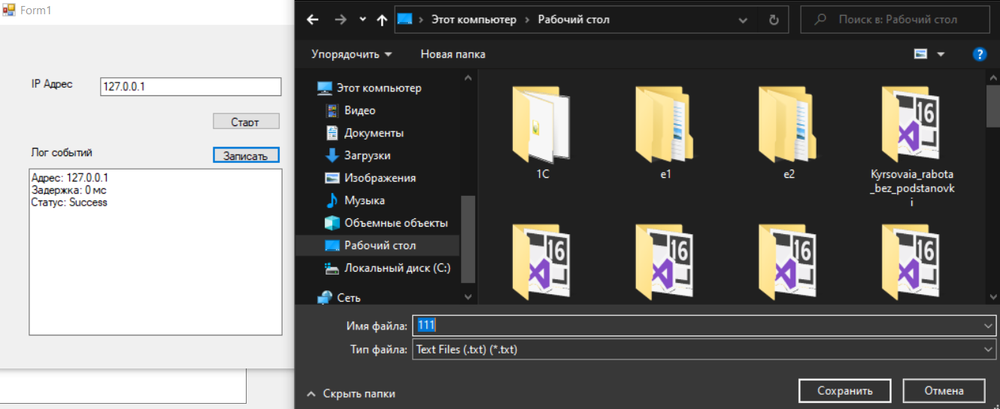 Form1
IP Адрес
127.0.0.1
Старт
Лог событий
Записать
Адрес: 127.0.0.1
Задержка: 0 мс
Статус: Success
Этот компьютер › Рабочий стол
Поиск в: Рабочий стол
Упорядочить
Новая папка
Этот компьютер
Видео
Документы
Загрузки
Изображения
Музыка
Объемные объекты
Рабочий стол
Локальный диск (C:)
Сеть
16
1C
e1
e2
Kyrsovaia_rabota
_bez_podstanovk
i
16
16
16
16
Имя файла:
111
Тип файла:
Text Files (.txt) (*.txt)
Скрыть папки
Сохранить
Отмена